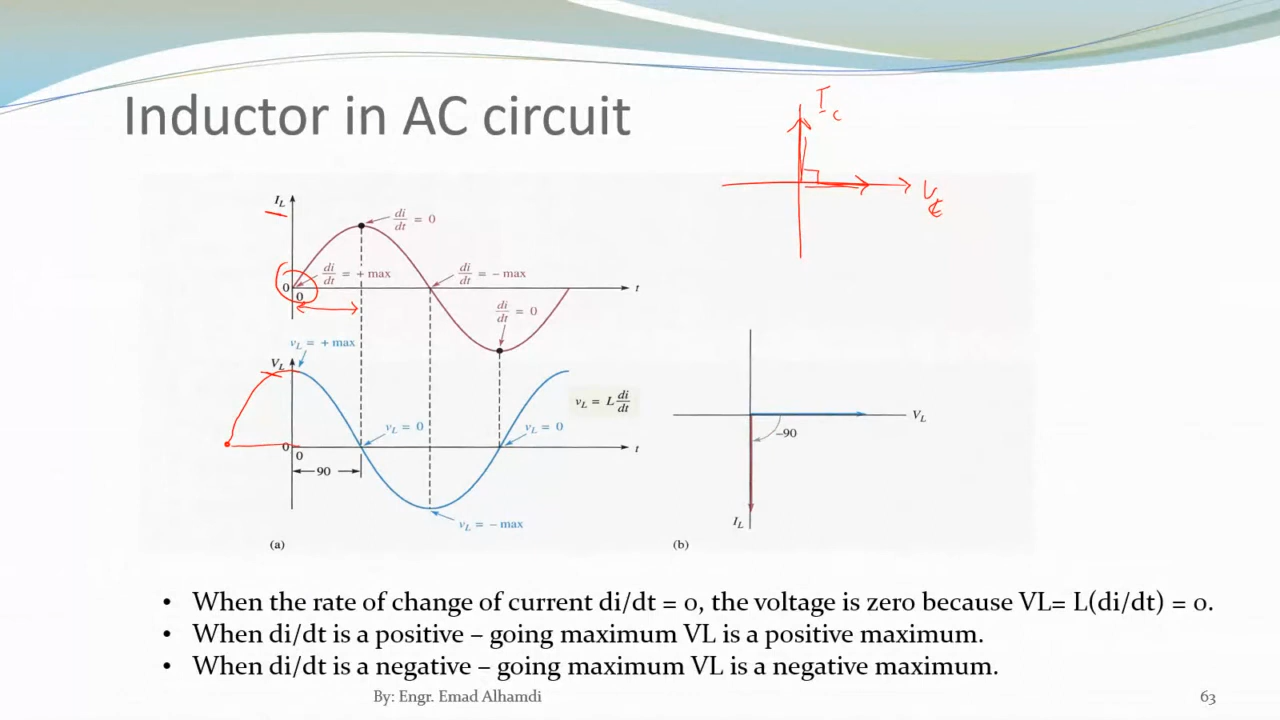 Inductor in AC circuit
I_C
V_C
I_L
di/dt = 0
di/dt = + max
di/dt = – max
0
0
t
di/dt = 0
v_L = + max
V_L
v_L = L di/dt
v_L = 0
v_L = 0
0
0
t
90
v_L = – max
(a)
V_L
–90
I_L
(b)
• When the rate of change of current di/dt = 0, the voltage is zero because VL= L(di/dt) = 0.
• When di/dt is a positive – going maximum VL is a positive maximum.
• When di/dt is a negative – going maximum VL is a negative maximum.
By: Engr. Emad Alhamdi
63